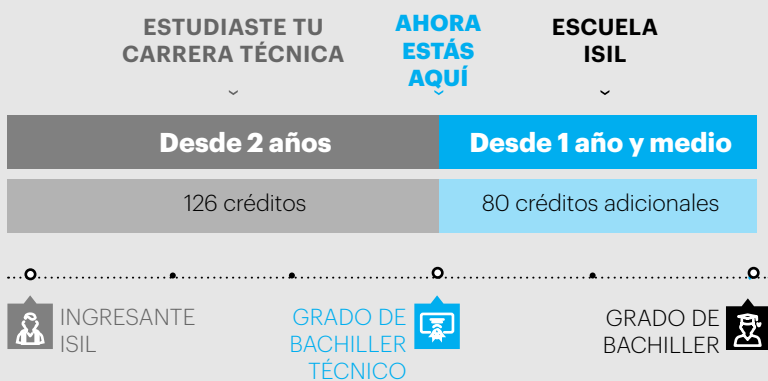 ESTUDIASTE TU
CARRERA TÉCNICA
AHORA
ESTÁS
AQUÍ
ESCUELA
ISIL
Desde 2 años
Desde 1 año y medio
126 créditos
80 créditos adicionales
INGRESANTE
ISIL
GRADO DE
BACHILLER
TÉCNICO
GRADO DE
BACHILLER